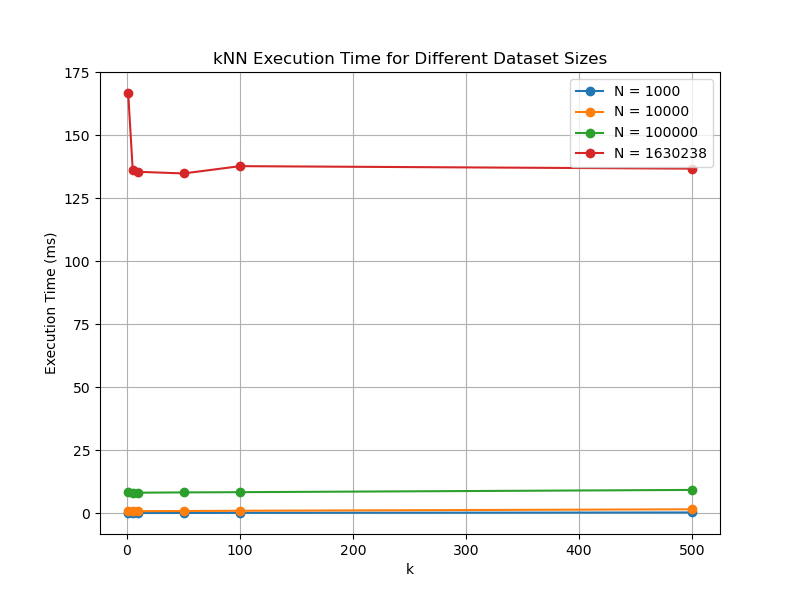 kNN Execution Time for Different Dataset Sizes
175
150
125
100
75
50
25
0
Execution Time (ms)
N = 1000
N = 10000
N = 100000
N = 1630238
0 100 200 300 400 500
k